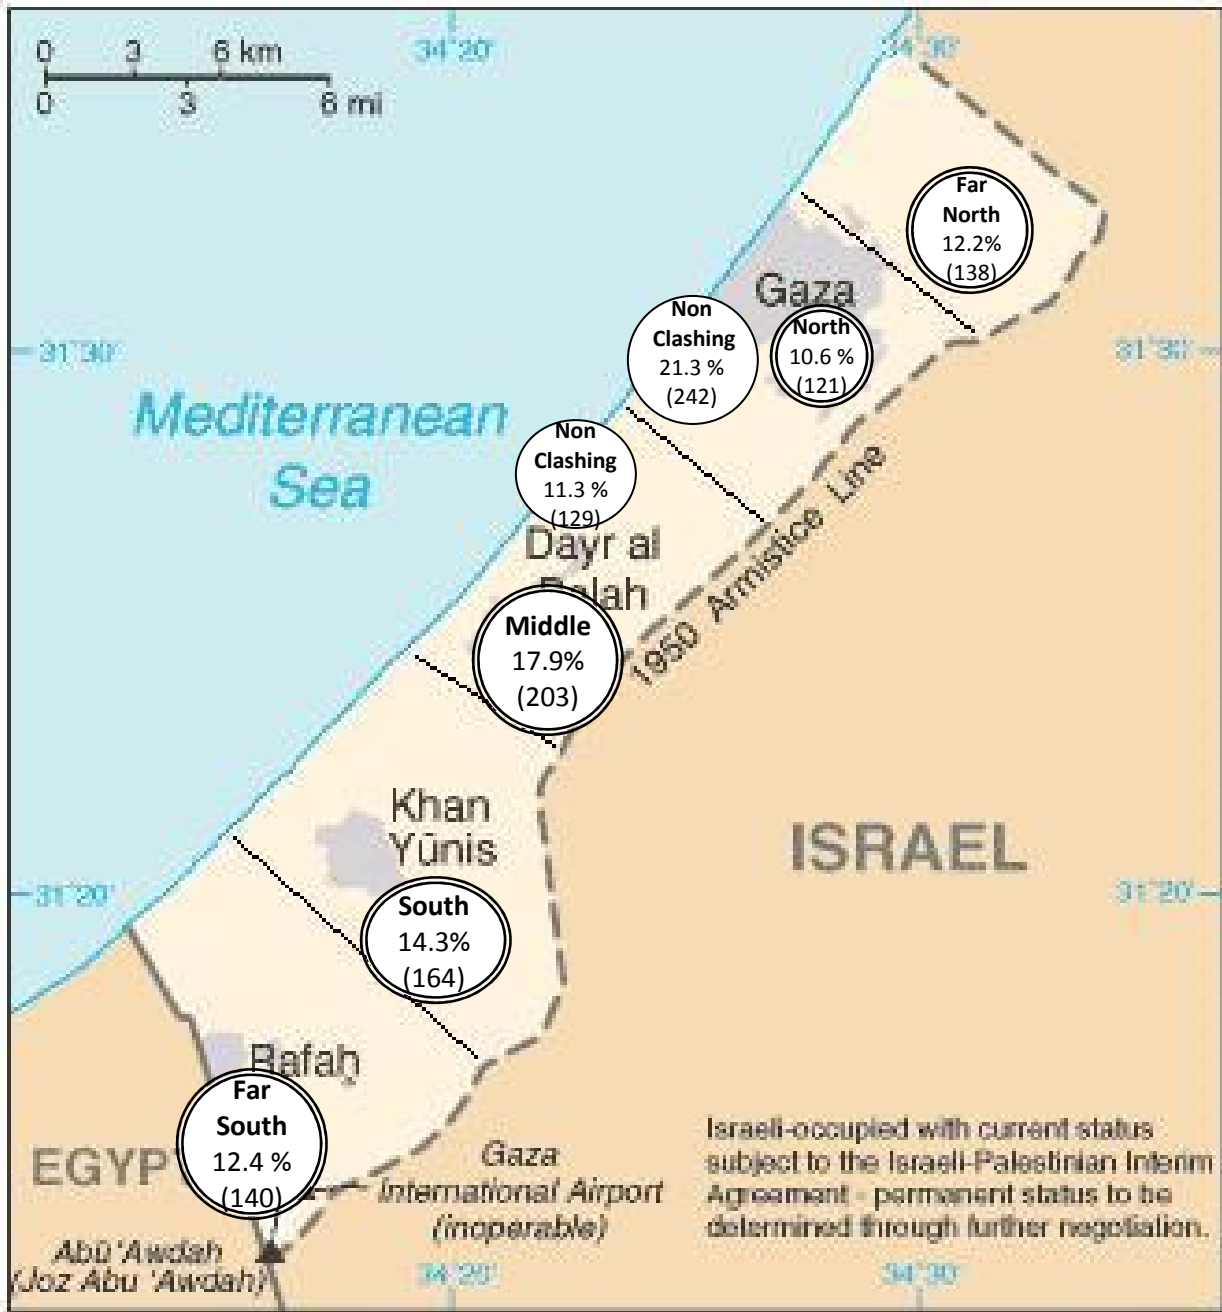 0 3 6 km
0 3 6 mi
34°20'
34°30'
Far
North
12.2%
(138)
Gaza
Non
Clashing
21.3 %
(242)
North
10.6 %
(121)
31°30'
31°30'
Mediterranean
Sea
Non
Clashing
11.3 %
(129)
Dayr al
Balah
1950 Armistice Line
Middle
17.9%
(203)
Khan
Yūnis
ISRAEL
31°20'
31°20'
South
14.3%
(164)
Rafaḥ
Far
South
12.4 %
(140)
EGYPT
Gaza
International Airport
(inoperable)
Israeli-occupied with current status
subject to the Israeli-Palestinian Interim
Agreement - permanent status to be
determined through further negotiation.
Abū 'Awdah
(Joz Abu 'Awdah)
34°20'
34°30'